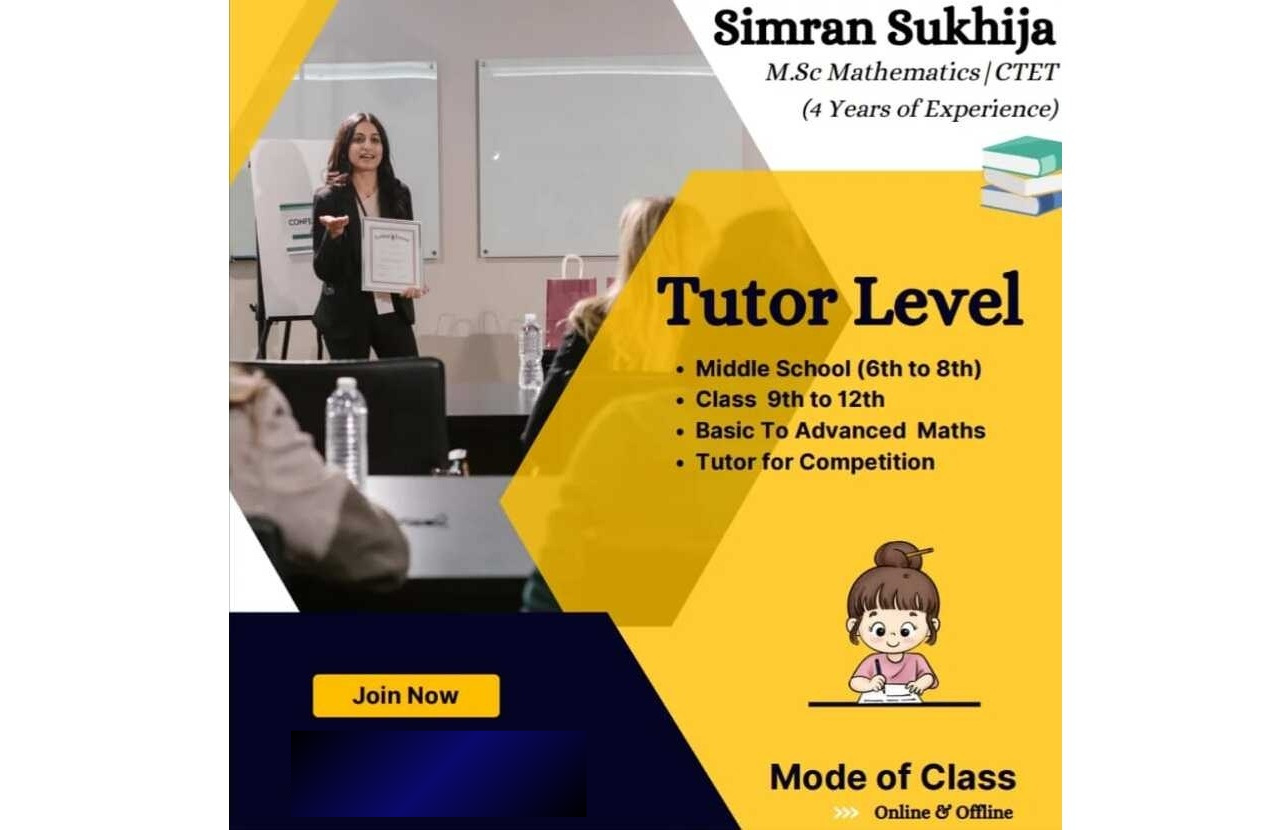 Simran Sukhija
M.Sc Mathematics|CTET
(4 Years of Experience)
Tutor Level
• Middle School (6th to 8th)
• Class 9th to 12th
• Basic To Advanced Maths
• Tutor for Competition
Join Now
Mode of Class
>>> Online & Offline